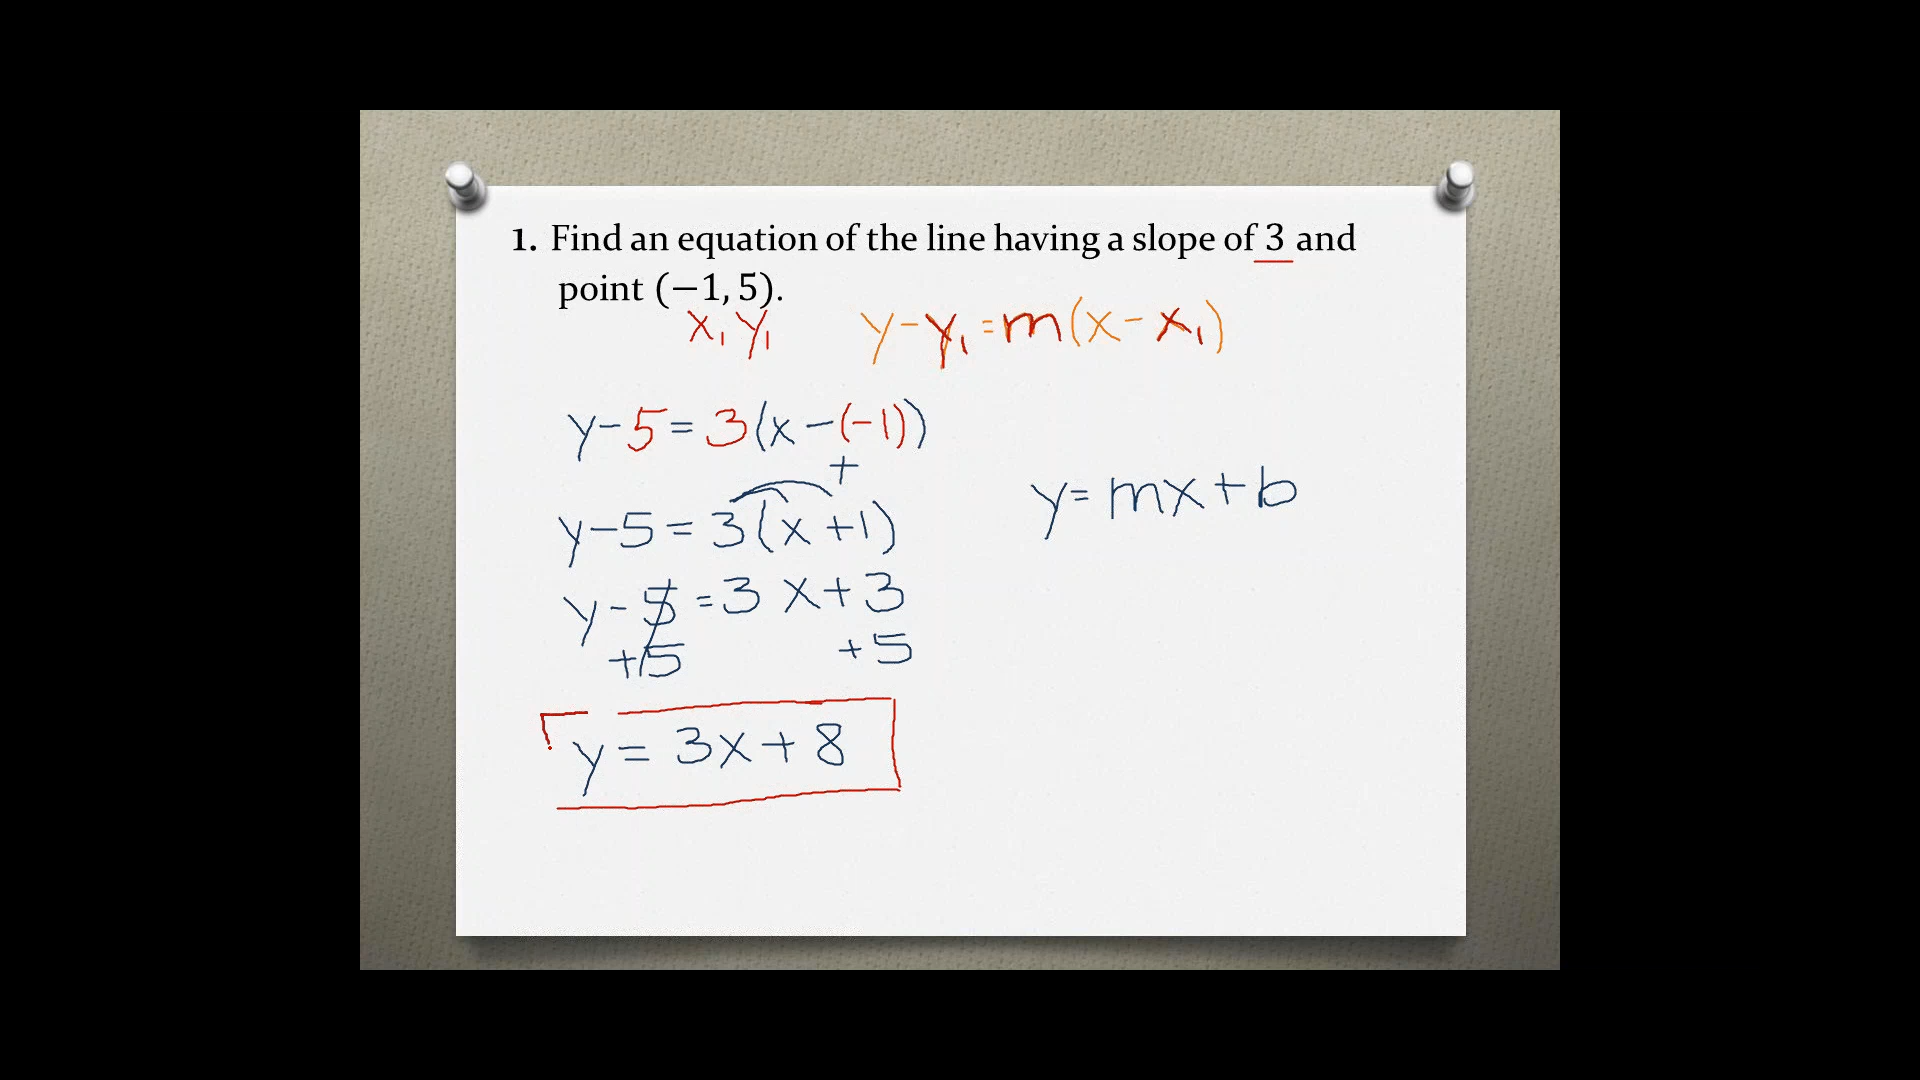 1. Find an equation of the line having a slope of 3 and
point (−1, 5).
x₁ y₁
y - y₁ = m(x - x₁)
y - 5 = 3(x - (-1))
+
y - 5 = 3(x + 1)
y = mx + b
y - 5 = 3x + 3
+5 +5
y = 3x + 8